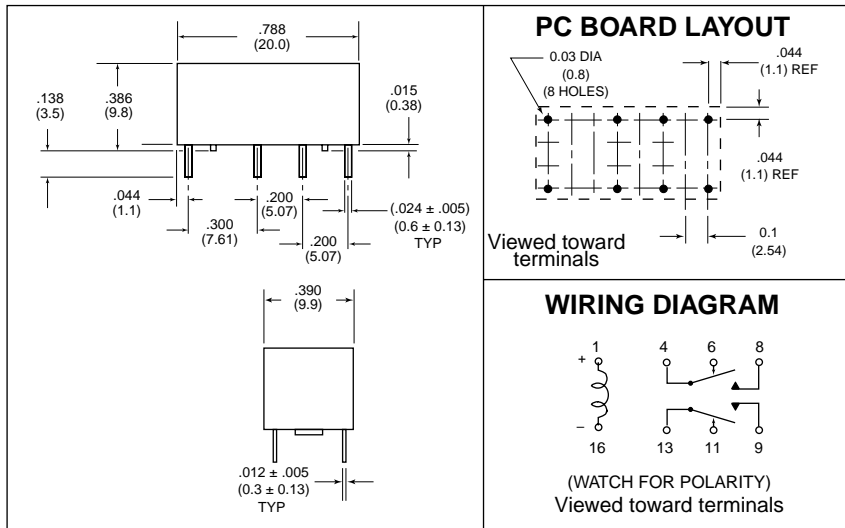 .788
(20.0)
.138
(3.5)
.386
(9.8)
.015
(0.38)
.044
(1.1)
.200
(5.07)
.300
(7.61)
.200
(5.07)
(.024 ± .005)
(0.6 ± 0.13)
TYP
.390
(9.9)
.012 ± .005
(0.3 ± 0.13)
TYP
PC BOARD LAYOUT
0.03 DIA
(0.8)
(8 HOLES)
.044
(1.1) REF
.044
(1.1) REF
0.1
(2.54)
Viewed toward
terminals
WIRING DIAGRAM
1 4 6 8
+
–
16 13 11 9
(WATCH FOR POLARITY)
Viewed toward terminals